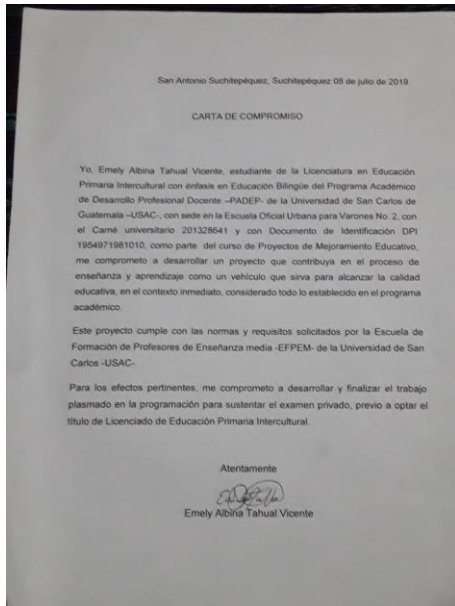 San Antonio Suchitepéquez, Suchitepéquez 08 de julio de 2019.
CARTA DE COMPROMISO
Yo, Emely Albina Tahual Vicente, estudiante de la Licenciatura en Educación
Primaria Intercultural con énfasis en Educación Bilingüe del Programa Académico
de Desarrollo Profesional Docente –PADEP- de la Universidad de San Carlos de
Guatemala –USAC-, con sede en la Escuela Oficial Urbana para Varones No. 2, con
el Carné universitario 201328641 y con Documento de Identificación DPI
1954971981010, como parte del curso de Proyectos de Mejoramiento Educativo,
me comprometo a desarrollar un proyecto que contribuya en el proceso de
enseñanza y aprendizaje como un vehículo que sirva para alcanzar la calidad
educativa, en el contexto inmediato, considerado todo lo establecido en el programa
académico.
Este proyecto cumple con las normas y requisitos solicitados por la Escuela de
Formación de Profesores de Enseñanza media -EFPEM- de la Universidad de San
Carlos -USAC-.
Para los efectos pertinentes, me comprometo a desarrollar y finalizar el trabajo
plasmado en la programación para sustentar el examen privado, previo a optar el
título de Licenciado de Educación Primaria Intercultural.
Atentamente
Emely Albina Tahual Vicente